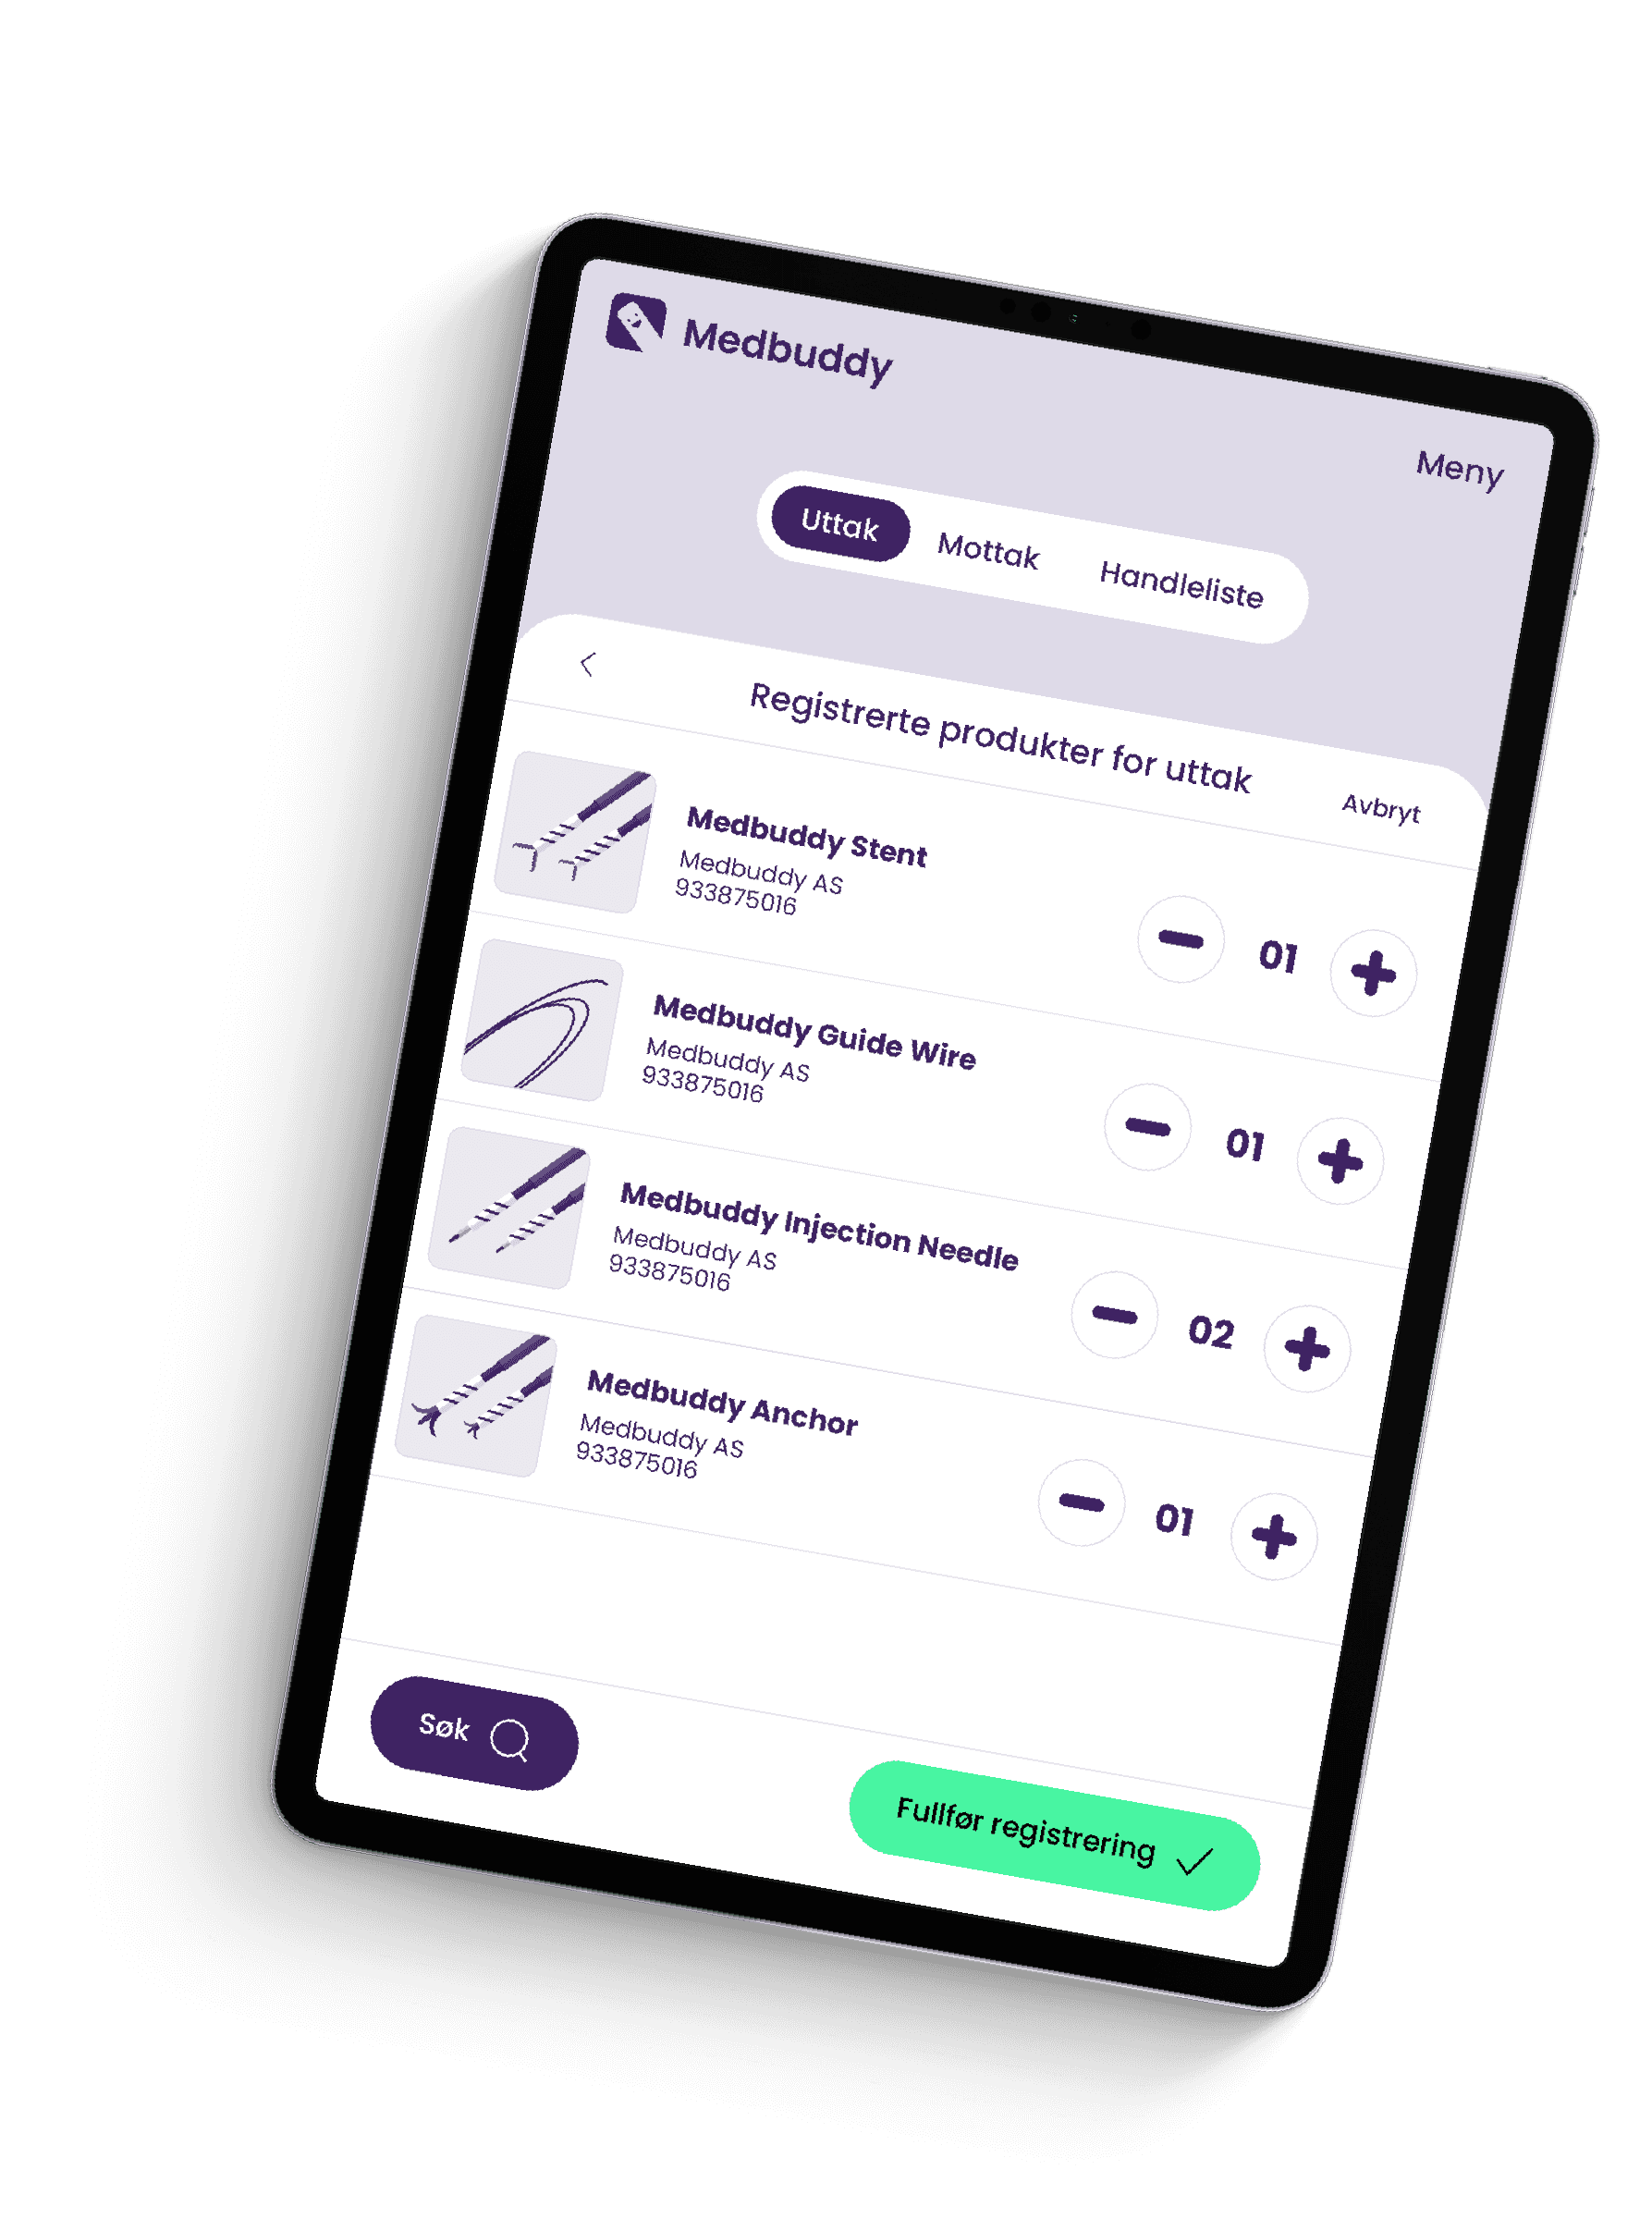 Medbuddy
Meny
Uttak Mottak Handleliste
Registrerte produkter for uttak
Avbryt
Medbuddy Stent
Medbuddy AS
933875016
01
Medbuddy Guide Wire
Medbuddy AS
933875016
01
Medbuddy Injection Needle
Medbuddy AS
933875016
02
Medbuddy Anchor
Medbuddy AS
933875016
01
Søk
Fullfør registrering